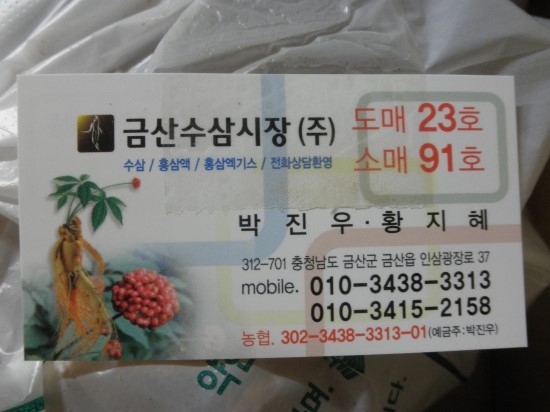 금산수삼시장 (주)
수삼 / 홍삼액 / 홍삼엑기스 / 전화상담환영
도매 23호
소매 91호
박 진 우 · 황 지 혜
312-701 충청남도 금산군 금산읍 인삼광장로 37
mobile. 010-3438-3313
010-3415-2158
농협. 302-3438-3313-01(예금주:박진우)